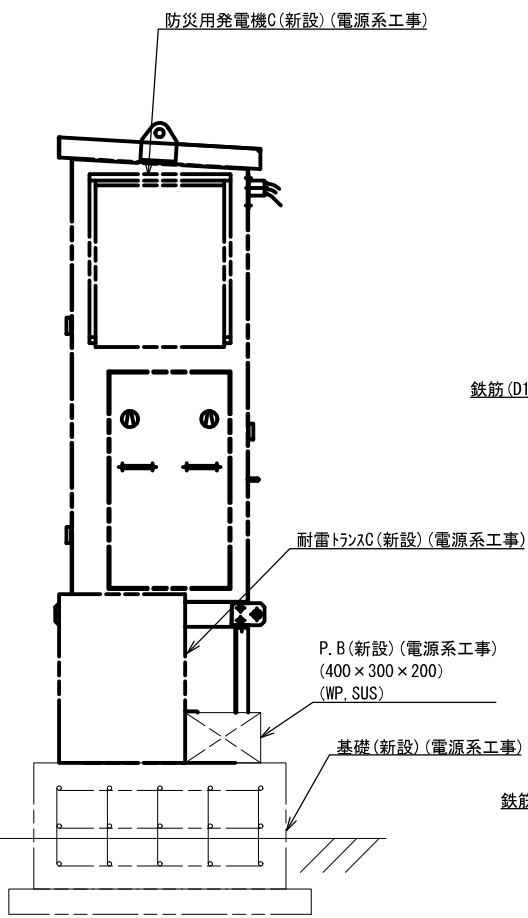 防災用発電機C(新設)(電源系工事)
鉄筋(D1
耐雷ﾄﾗﾝｽC(新設)(電源系工事)
P.B(新設)(電源系工事)
(400×300×200)
(WP,SUS)
基礎(新設)(電源系工事)
鉄筋